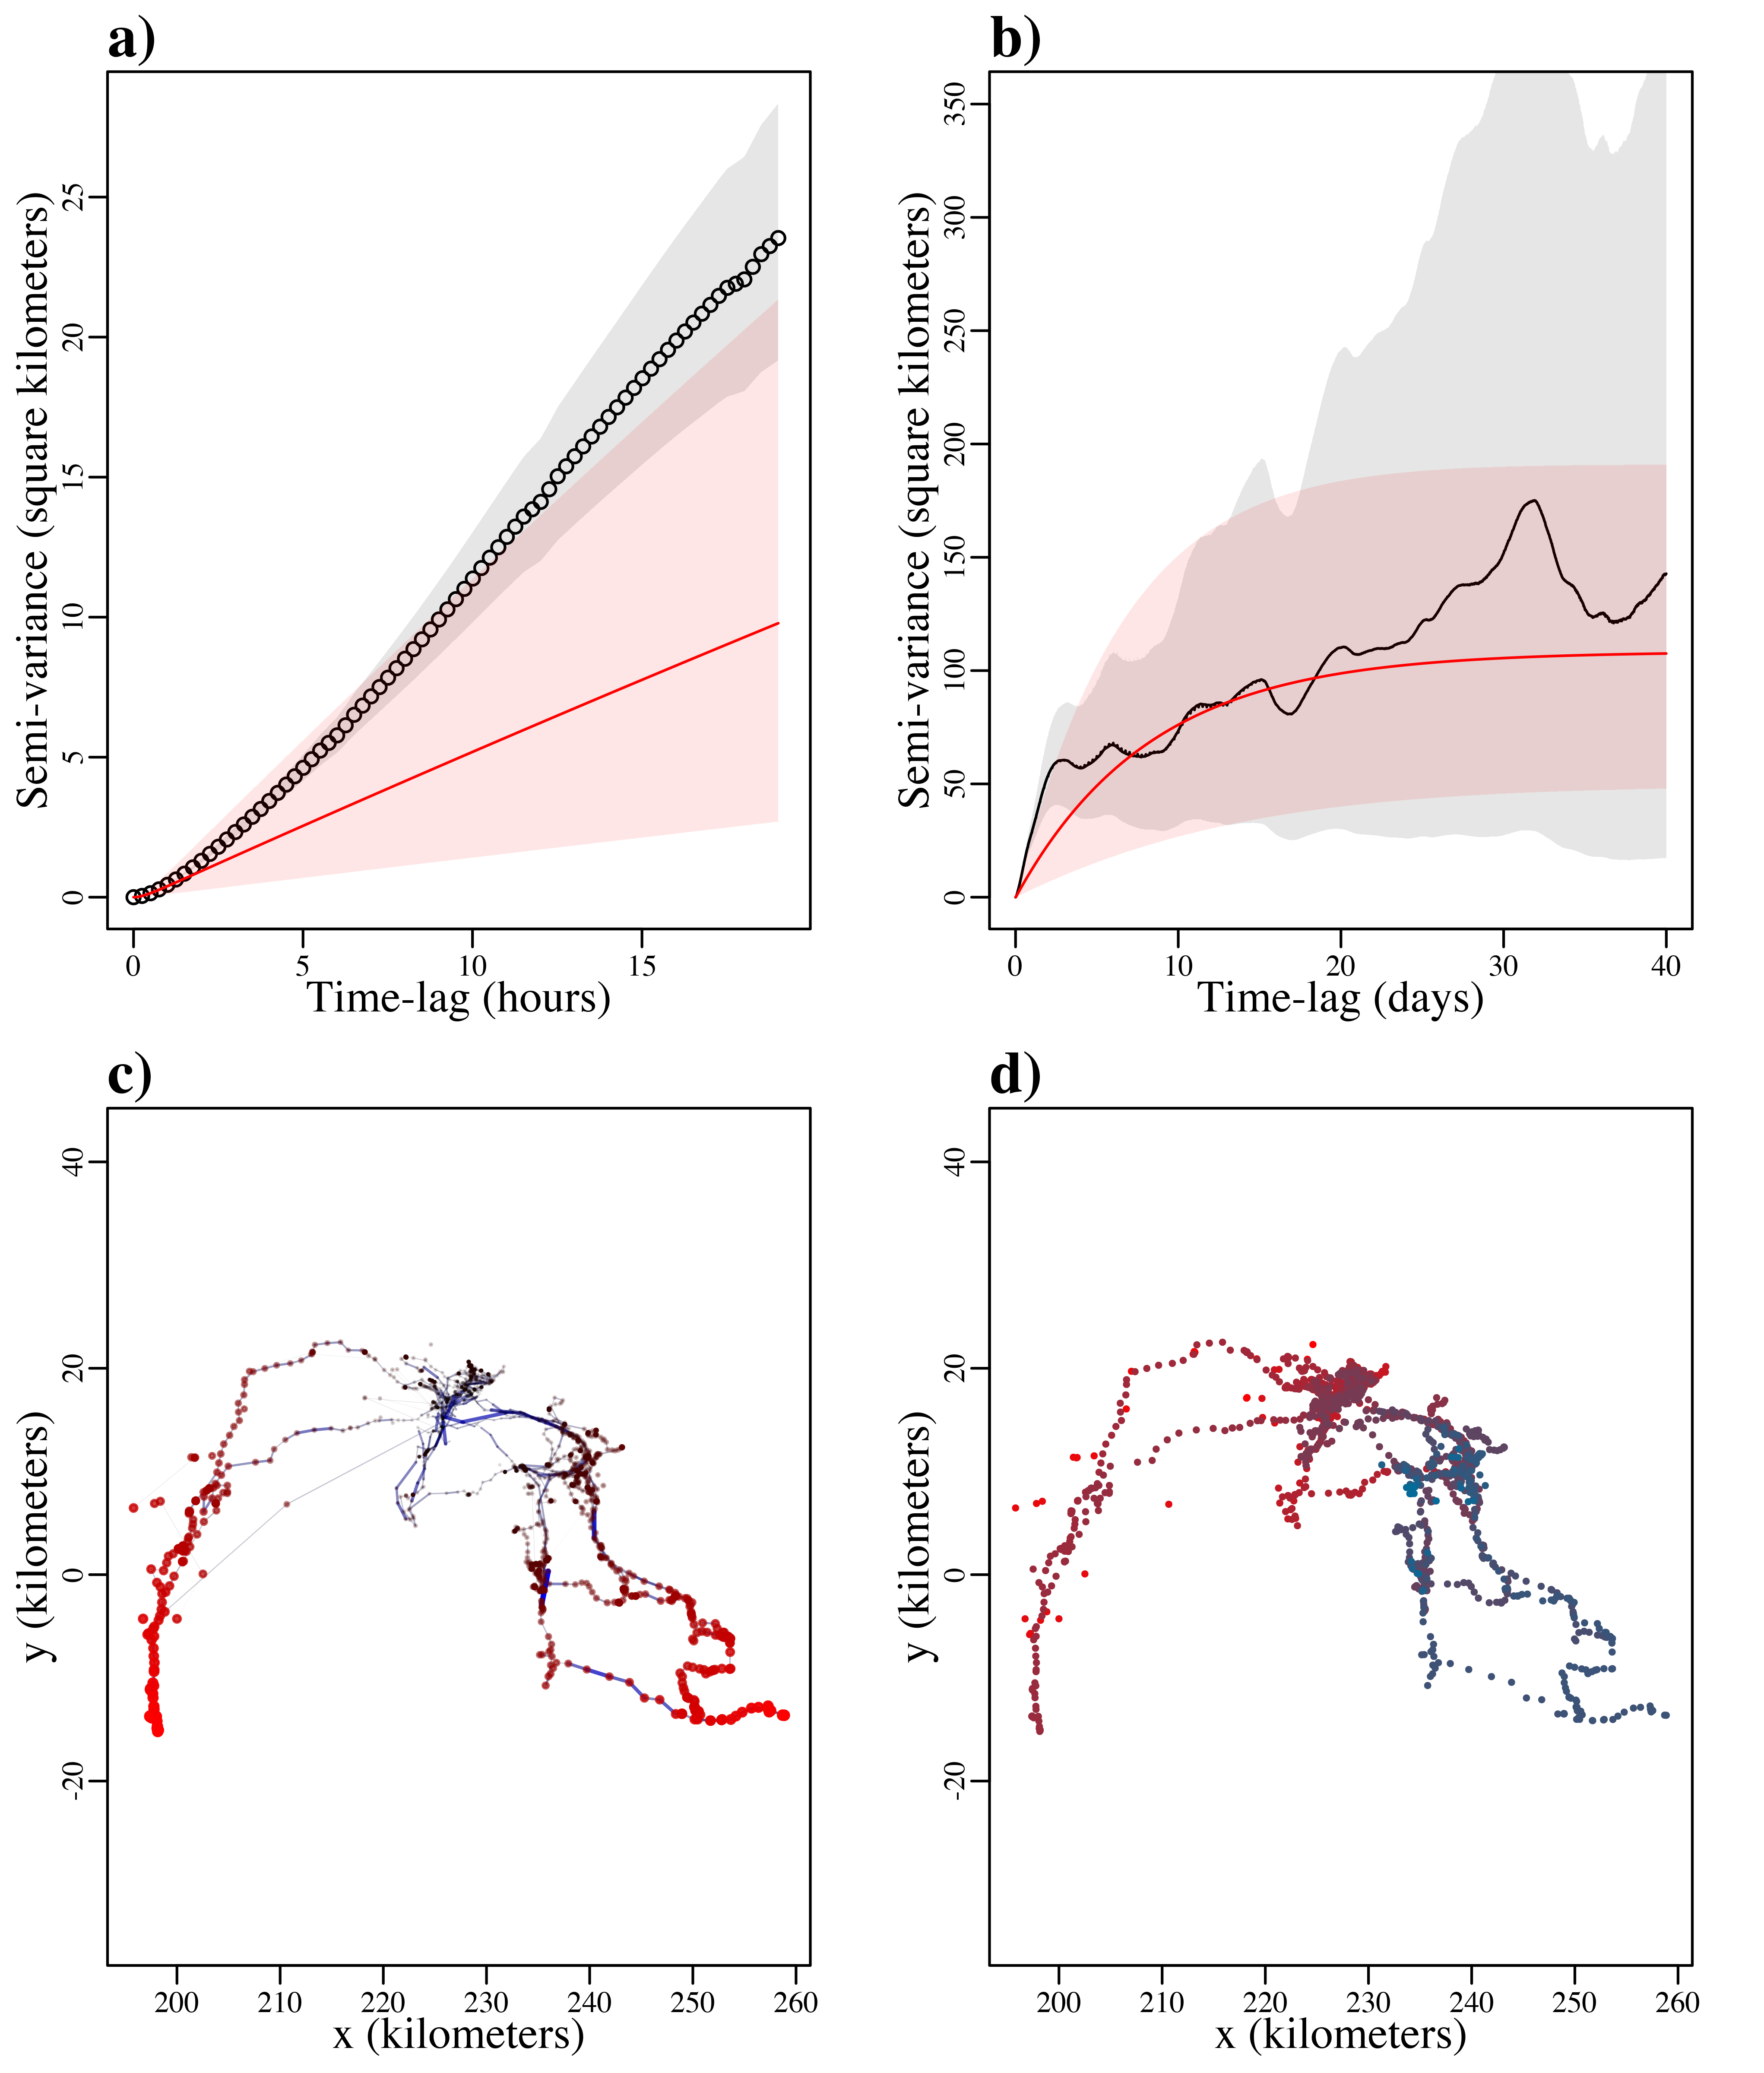 a)
Semi-variance (square kilometers)
25
20
15
10
5
0
0 5 10 15
Time-lag (hours)
b)
Semi-variance (square kilometers)
350
300
250
200
150
100
50
0
0 10 20 30 40
Time-lag (days)
c)
y (kilometers)
40
20
0
-20
200 210 220 230 240 250 260
x (kilometers)
d)
y (kilometers)
40
20
0
-20
200 210 220 230 240 250 260
x (kilometers)